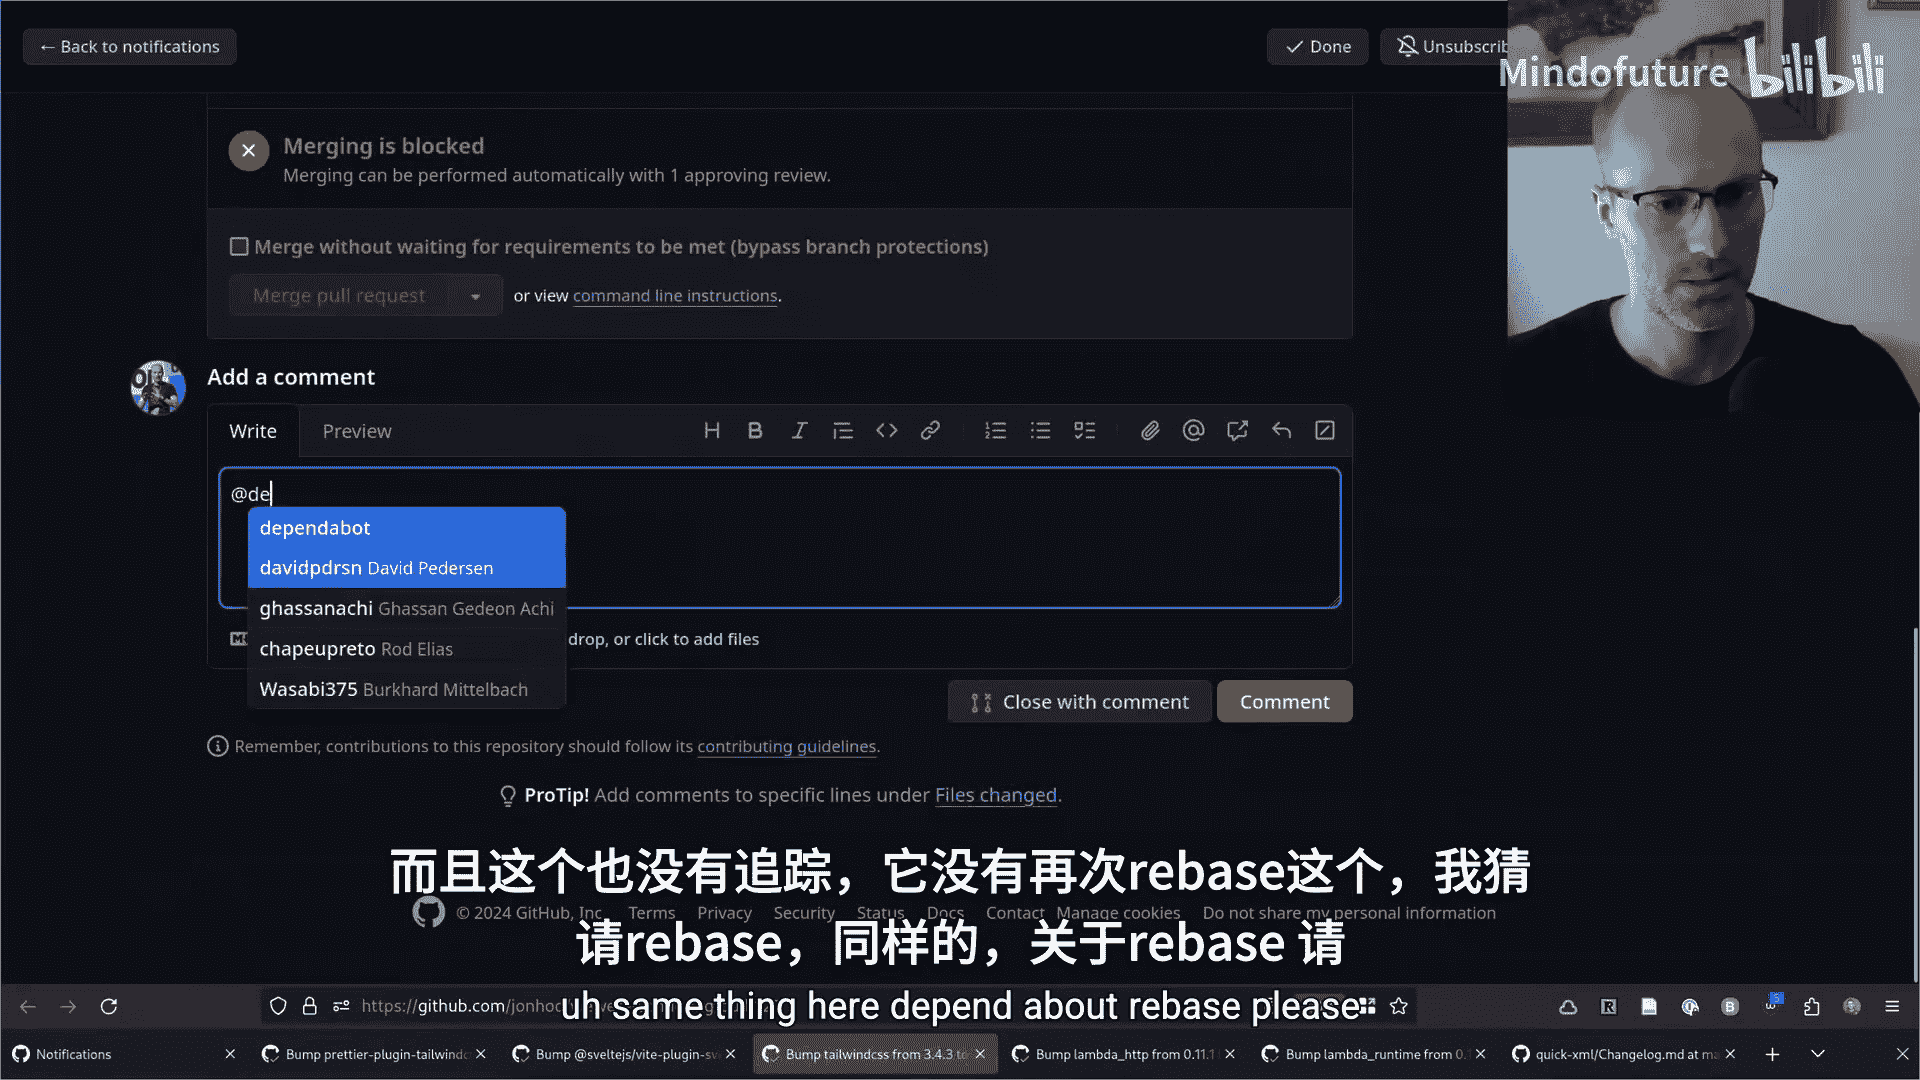 ← Back to notifications
Done
Unsubscrib
Mindofuture bilibili
Merging is blocked
Merging can be performed automatically with 1 approving review.
Merge without waiting for requirements to be met (bypass branch protections)
Merge pull request
or view command line instructions.
Add a comment
Write
Preview
@de
dependabot
davidpdrsn David Pedersen
ghassanachi Ghassan Gedeon Achi
chapeupreto Rod Elias
Wasabi375 Burkhard Mittelbach
drop, or click to add files
Close with comment
Comment
Remember, contributions to this repository should follow its contributing guidelines.
ProTip! Add comments to specific lines under Files changed.
而且这个也没有追踪，它没有再次rebase这个，我猜
© 2024 GitHub, Inc. Terms Privacy Security Status Docs Contact Manage cookies Do not share my personal information
请rebase，同样的，关于rebase 请
https://github.com/jonhoo
uh same thing here depend about rebase please
Notifications
Bump prettier-plugin-tailwindc
Bump @sveltejs/vite-plugin-sv
Bump tailwindcss from 3.4.3 to
Bump lambda_http from 0.11.1
Bump lambda_runtime from 0.
quick-xml/Changelog.md at ma